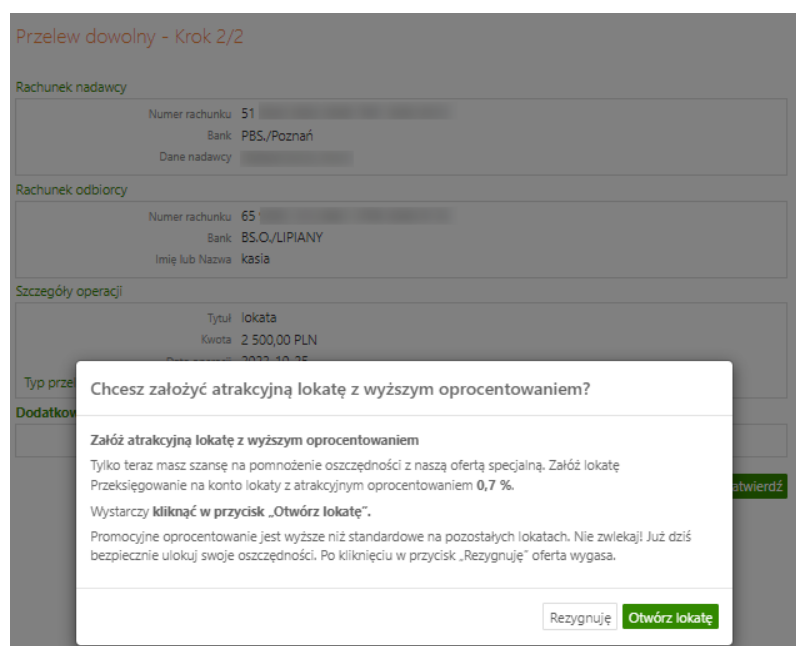 Przelew dowolny - Krok 2/2
Rachunek nadawcy
Numer rachunku 51
Bank PBS./Poznań
Dane nadawcy
Rachunek odbiorcy
Numer rachunku 65
Bank BS.O./LIPIANY
Imię lub Nazwa kasia
Szczegóły operacji
Tytuł lokata
Kwota 2 500,00 PLN
Typ
Chcesz założyć atrakcyjną lokatę z wyższym oprocentowaniem?
Załóż atrakcyjną lokatę z wyższym oprocentowaniem
Tylko teraz masz szansę na pomnożenie oszczędności z naszą ofertą specjalną. Załóż lokatę
Przeksięgowanie na konto lokaty z atrakcyjnym oprocentowaniem 0,7 %.
Wystarczy kliknąć w przycisk „Otwórz lokatę”.
Promocyjne oprocentowanie jest wyższe niż standardowe na pozostałych lokatach. Nie zwlekaj! Już dziś
bezpiecznie ulokuj swoje oszczędności. Po kliknięciu w przycisk „Rezygnuję” oferta wygasa.
Rezygnuję Otwórz lokatę